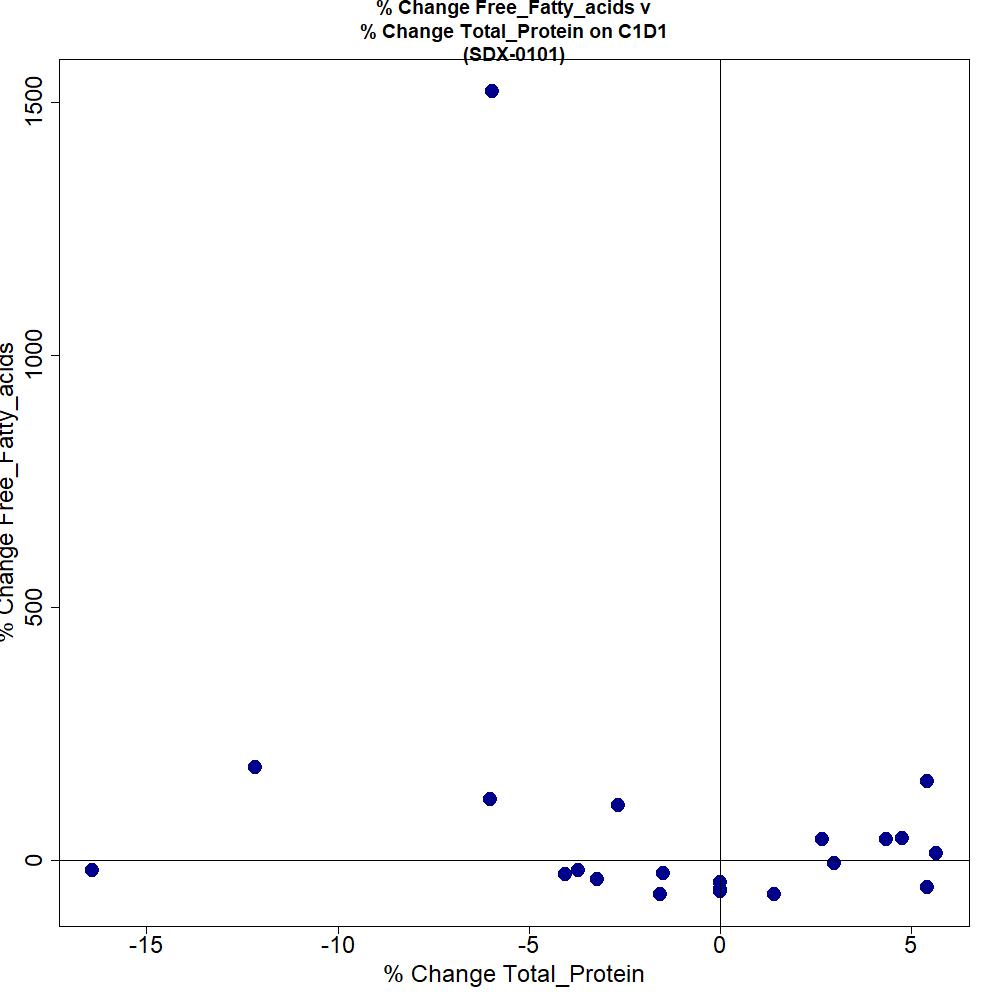 % Change Free_Fatty_acids v
% Change Total_Protein on C1D1
(SDX-0101)
% Change Free_Fatty_acids
1500
1000
500
0
-15
-10
-5
0
5
% Change Total_Protein